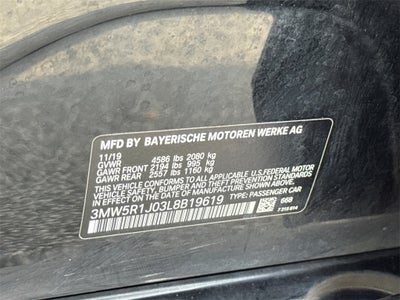 MFD BY BAYERISCHE MOTOREN WERKE AG
11/19
GVWR 4586 lbs 2080 kg
GAWR FRONT 2194 lbs 995 kg
GAWR REAR 2557 lbs 1160 kg
THIS VEHICLE CONFORMS TO ALL APPLICABLE U.S. FEDERAL MOTOR
VEHICLE SAFETY, BUMPER, AND THEFT PREVENTION STANDARDS IN EFFECT
ON THE DATE OF MANUFACTURE SHOWN ABOVE.
3MW5R1J03L8B19619 TYPE: PASSENGER CAR
668